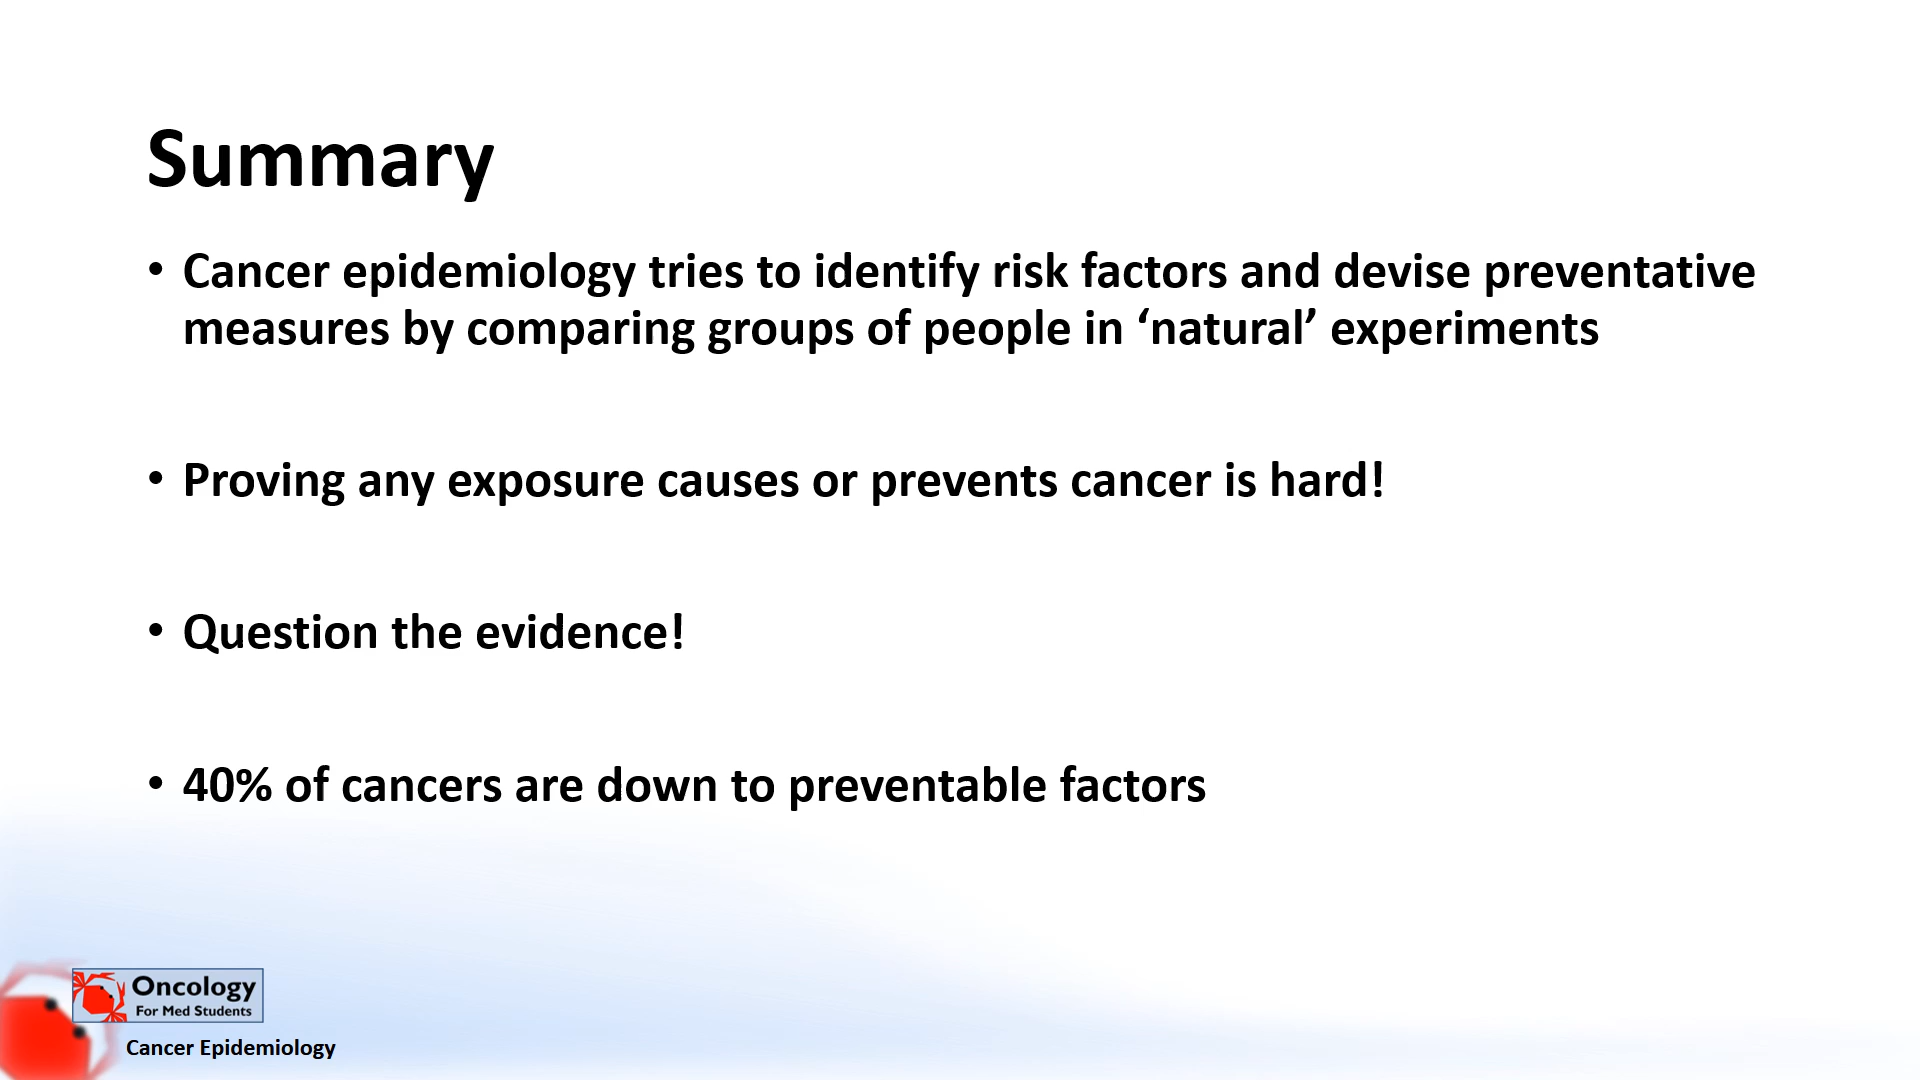 Summary
• Cancer epidemiology tries to identify risk factors and devise preventative
measures by comparing groups of people in ‘natural’ experiments
• Proving any exposure causes or prevents cancer is hard!
• Question the evidence!
• 40% of cancers are down to preventable factors
Oncology
For Med Students
Cancer Epidemiology